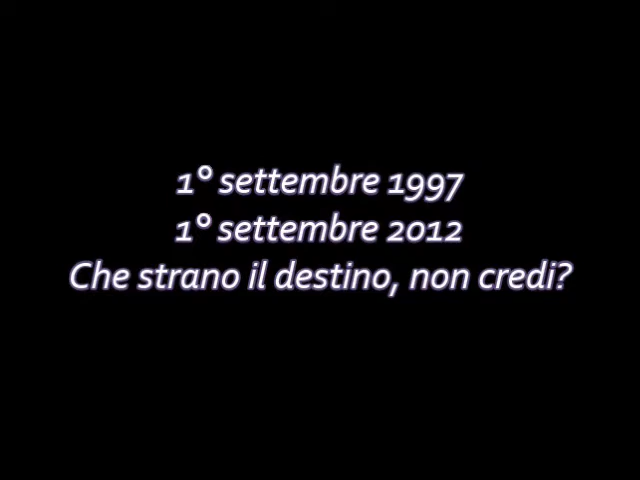 1° settembre 1997
1° settembre 2012
Che strano il destino, non credi?